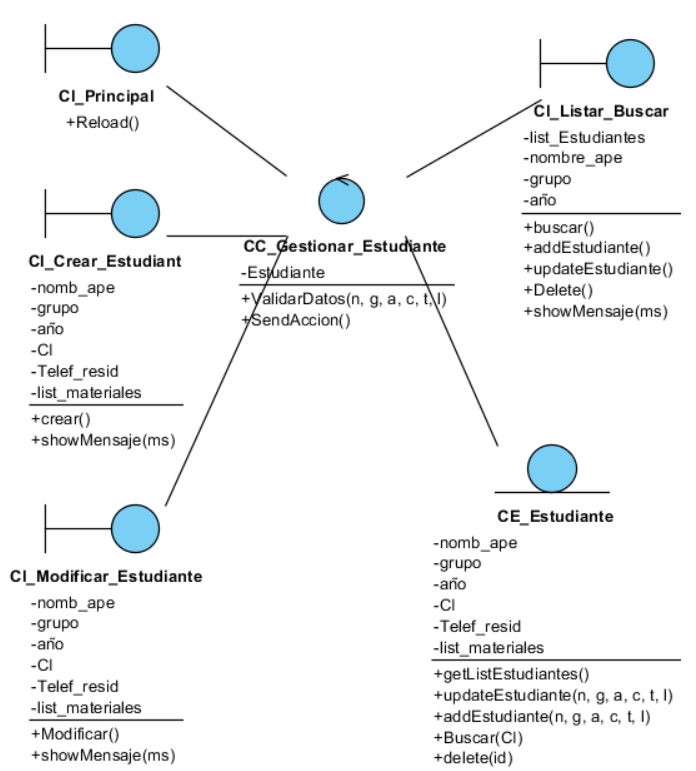 CI_Principal
+Reload()
CI_Listar_Buscar
-list_Estudiantes
-nombre_ape
-grupo
-año
+buscar()
+addEstudiante()
+updateEstudiante()
+Delete()
+showMensaje(ms)
CI_Crear_Estudiant
-nomb_ape
-grupo
-año
-CI
-Telef_resid
-list_materiales
+crear()
+showMensaje(ms)
CC_Gestionar_Estudiante
-Estudiante
+ValidarDatos(n, g, a, c, t, l)
+SendAccion()
CI_Modificar_Estudiante
-nomb_ape
-grupo
-año
-CI
-Telef_resid
-list_materiales
+Modificar()
+showMensaje(ms)
CE_Estudiante
-nomb_ape
-grupo
-año
-CI
-Telef_resid
-list_materiales
+getListEstudiantes()
+updateEstudiante(n, g, a, c, t, l)
+addEstudiante(n, g, a, c, t, l)
+Buscar(CI)
+delete(id)